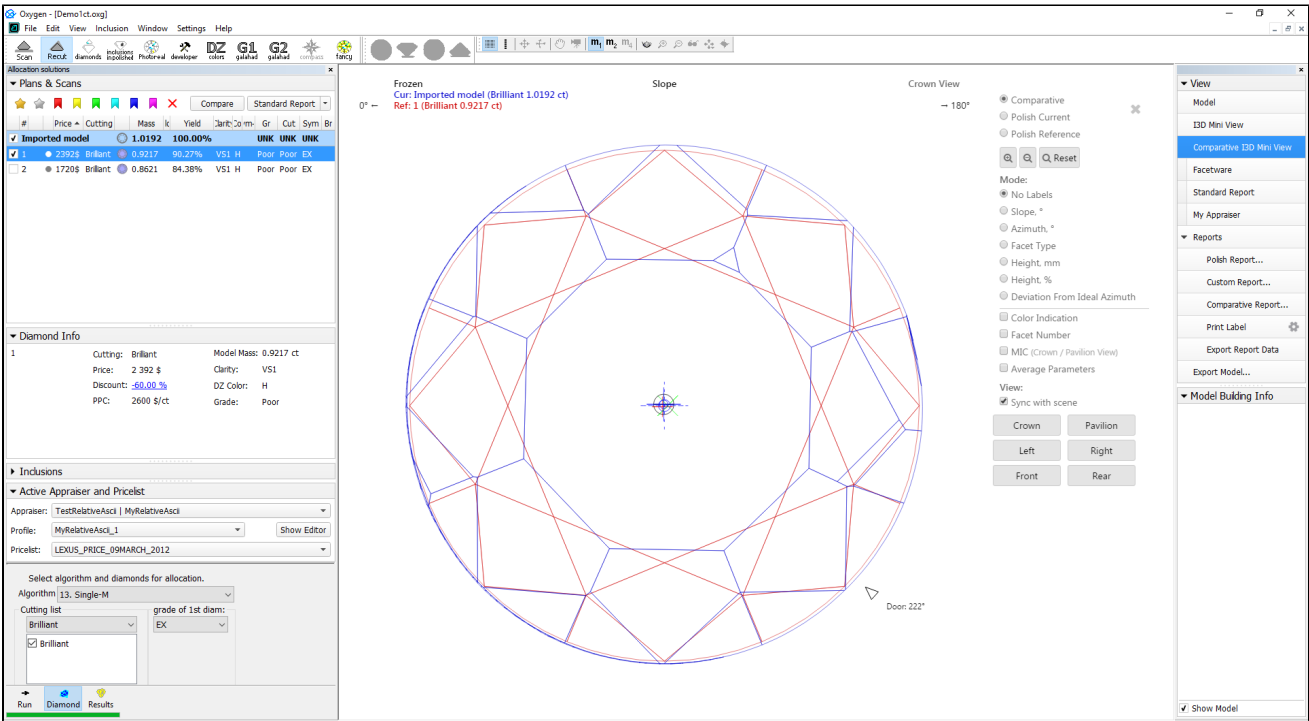 Oxygen - [Demo1ct.oxg]
File Edit View Inclusion Window Settings Help
Scan Recut diamonds inclusions inpolished Photoreal developer DZ colors G1 galahad G2 galahad compass fancy m1 m2 m4
Allocation solutions
Plans & Scans
Compare Standard Report
# Price Cutting Mass Yield Gr Cut Sym Br
Imported model 1.0192 100.00% UNK UNK UNK
1 2392$ Brilliant 0.9217 90.27% VS1 H Poor Poor EX
2 1720$ Brilliant 0.8621 84.38% VS1 H Poor Poor EX
Diamond Info
1 Cutting: Brilliant Model Mass: 0.9217 ct
Price: 2 392 $ Clarity: VS1
Discount: -60.00 % DZ Color: H
PPC: 2600 $/ct Grade: Poor
Inclusions
Active Appraiser and Pricelist
Appraiser: TestRelativeAscii | MyRelativeAscii
Profile: MyRelativeAscii_1 Show Editor
Pricelist: LEXUS_PRICE_09MARCH_2012
Select algorithm and diamonds for allocation.
Algorithm 13. Single-M
Cutting list grade of 1st diam:
Brilliant EX
Brilliant
Run Diamond Results
Frozen Slope Crown View
Cur: Imported model (Brilliant 1.0192 ct)
0° ← Ref: 1 (Brilliant 0.9217 ct) → 180°
Door: 222°
Comparative
Polish Current
Polish Reference
Reset
Mode:
No Labels
Slope, °
Azimuth, °
Facet Type
Height, mm
Height, %
Deviation From Ideal Azimuth
Color Indication
Facet Number
MIC (Crown / Pavilion View)
Average Parameters
View:
Sync with scene
Crown Pavilion
Left Right
Front Rear
View
Model
I3D Mini View
Comparative I3D Mini View
Facetware
Standard Report
My Appraiser
Reports
Polish Report...
Custom Report...
Comparative Report...
Print Label
Export Report Data
Export Model...
Model Building Info
Show Model